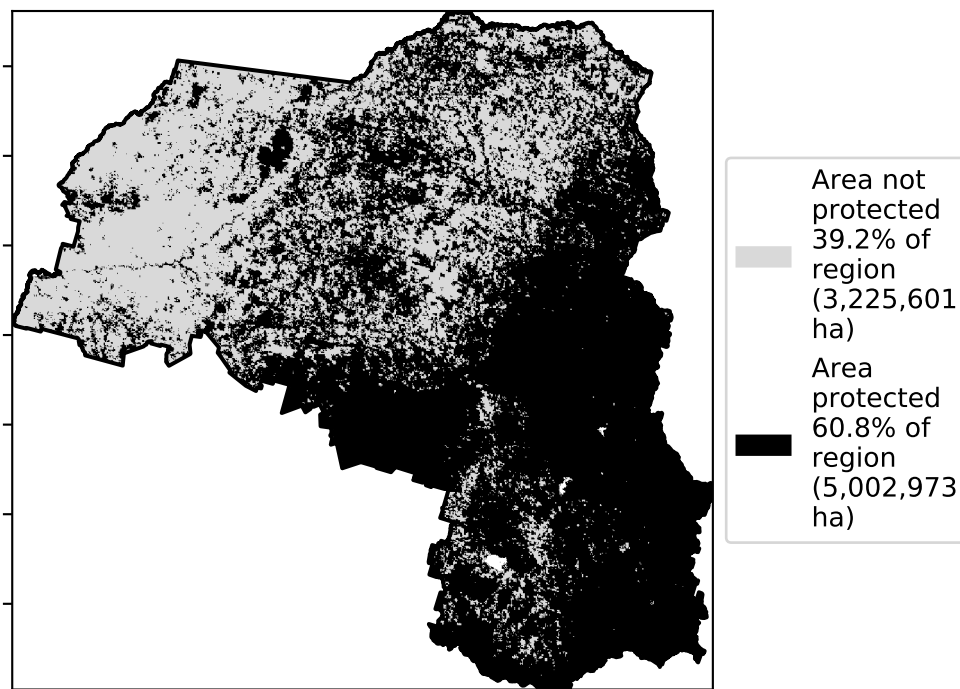 Area not
protected
39.2% of
region
(3,225,601
ha)
Area
protected
60.8% of
region
(5,002,973
ha)